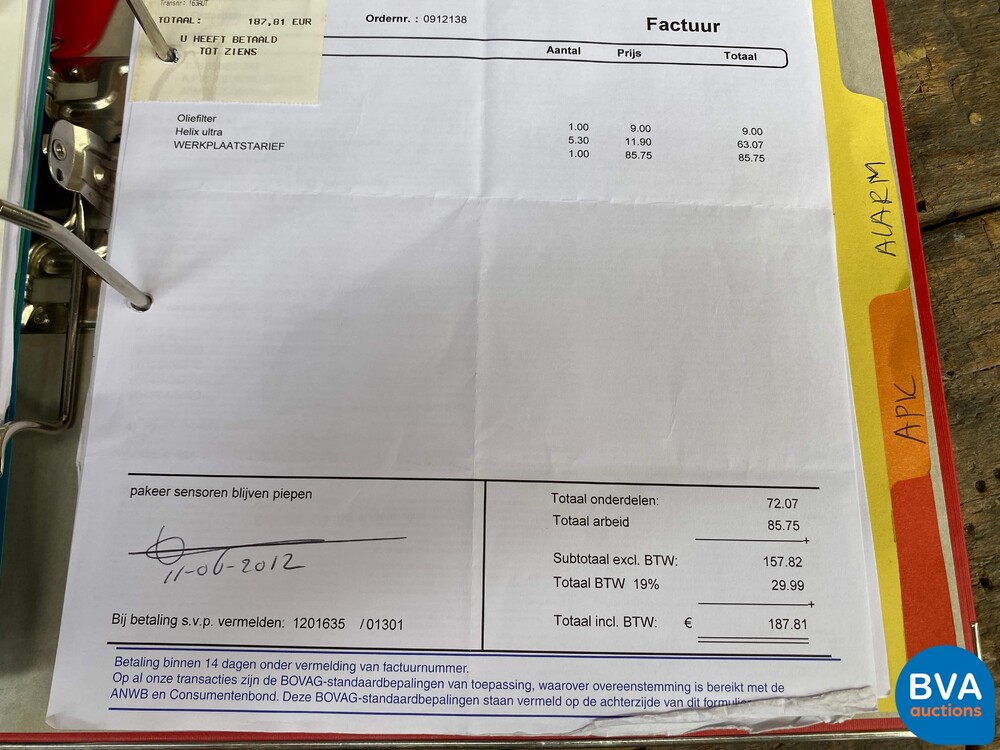 Transnr: 163AUT
TOTAAL: 187,81 EUR
U HEEFT BETAALD
TOT ZIENS
Ordernr. : 0912138
Factuur
Aantal Prijs Totaal
Oliefilter 1.00 9.00 9.00
Helix ultra 5.30 11.90 63.07
WERKPLAATSTARIEF 1.00 85.75 85.75
ALARM
APK
pakeer sensoren blijven piepen
11-06-2012
Bij betaling s.v.p. vermelden: 1201635 /01301
Totaal onderdelen: 72.07
Totaal arbeid 85.75
+
Subtotaal excl. BTW: 157.82
Totaal BTW 19% 29.99
+
Totaal incl. BTW: € 187.81
Betaling binnen 14 dagen onder vermelding van factuurnummer.
Op al onze transacties zijn de BOVAG-standaardbepalingen van toepassing, waarover overeenstemming is bereikt met de
ANWB en Consumentenbond. Deze BOVAG-standaardbepalingen staan vermeld op de achterzijde van dit formulier
BVA
auctions